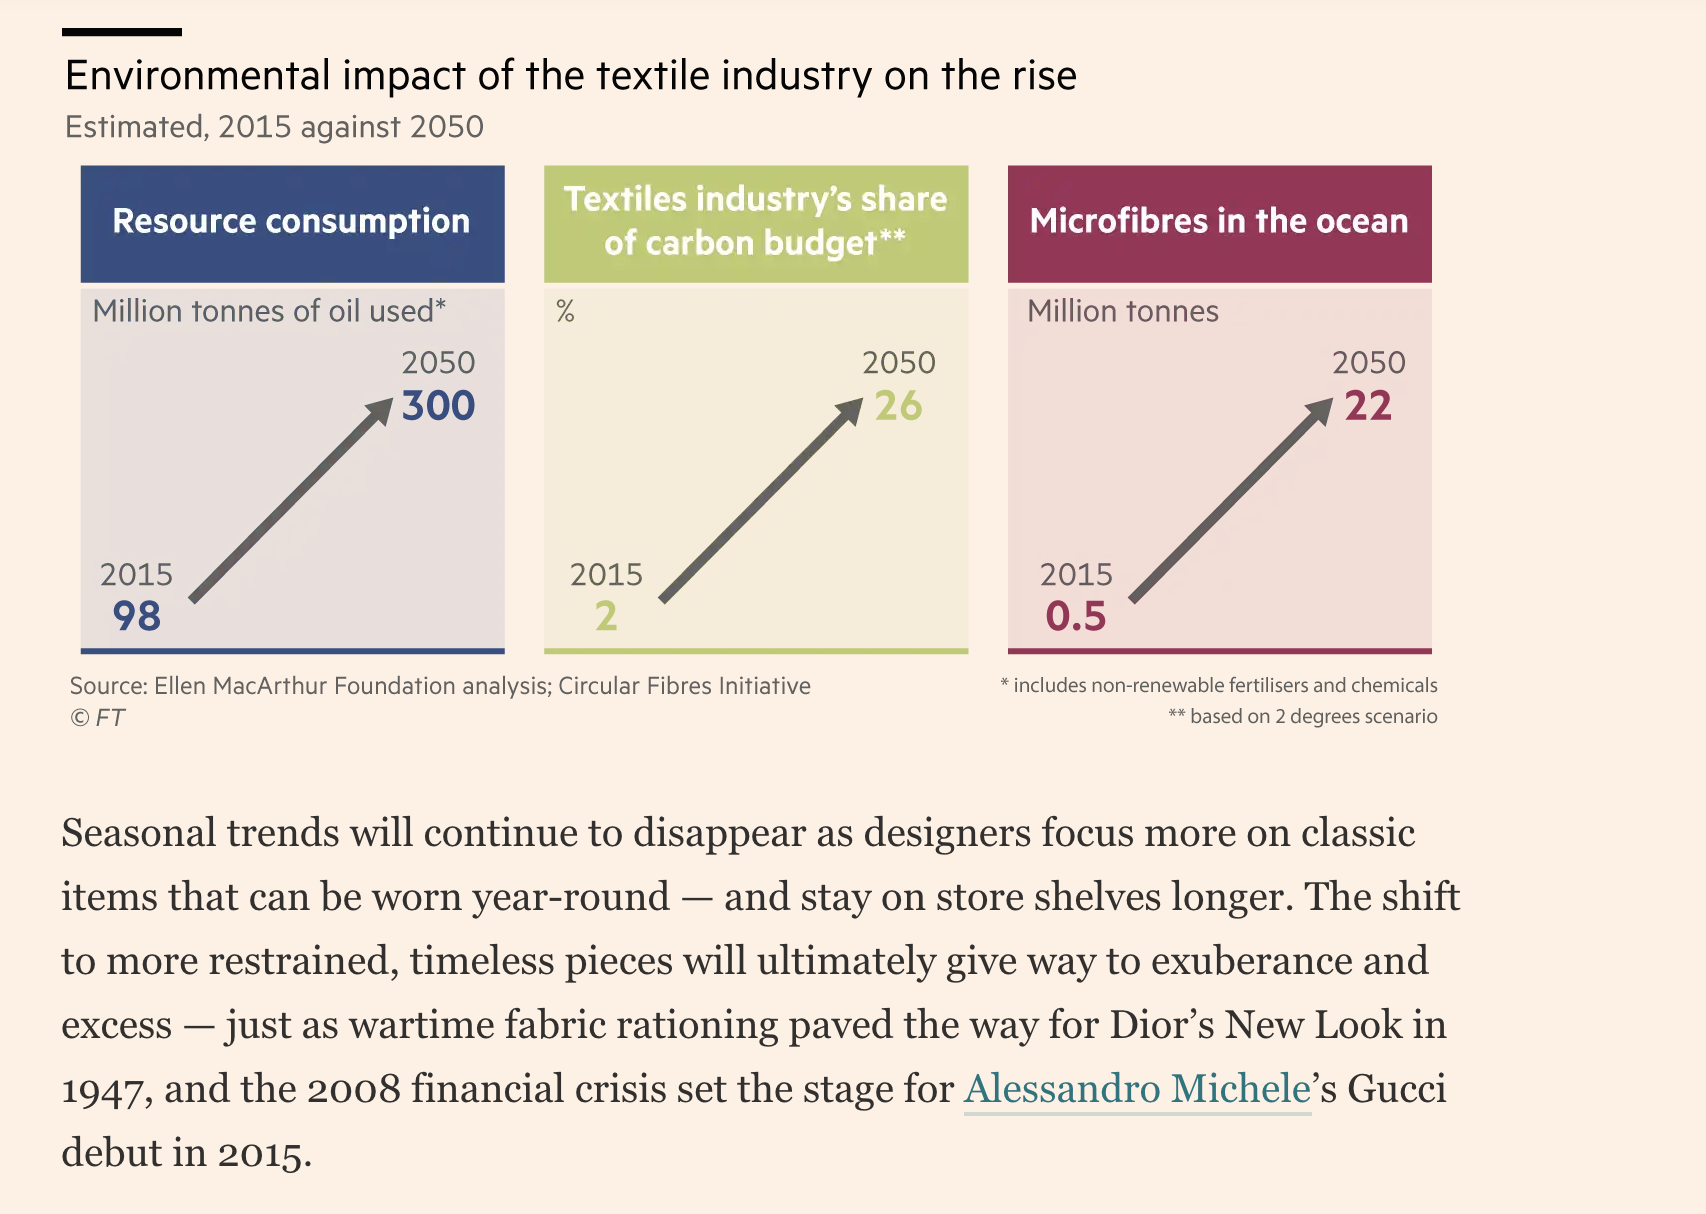 Environmental impact of the textile industry on the rise
Estimated, 2015 against 2050
Resource consumption
Million tonnes of oil used*
2050
300
2015
98
Textiles industry’s share
of carbon budget**
%
2050
26
2015
2
Microfibres in the ocean
Million tonnes
2050
22
2015
0.5
Source: Ellen MacArthur Foundation analysis; Circular Fibres Initiative
© FT
* includes non-renewable fertilisers and chemicals
** based on 2 degrees scenario
Seasonal trends will continue to disappear as designers focus more on classic
items that can be worn year-round — and stay on store shelves longer. The shift
to more restrained, timeless pieces will ultimately give way to exuberance and
excess — just as wartime fabric rationing paved the way for Dior’s New Look in
1947, and the 2008 financial crisis set the stage for Alessandro Michele’s Gucci
debut in 2015.